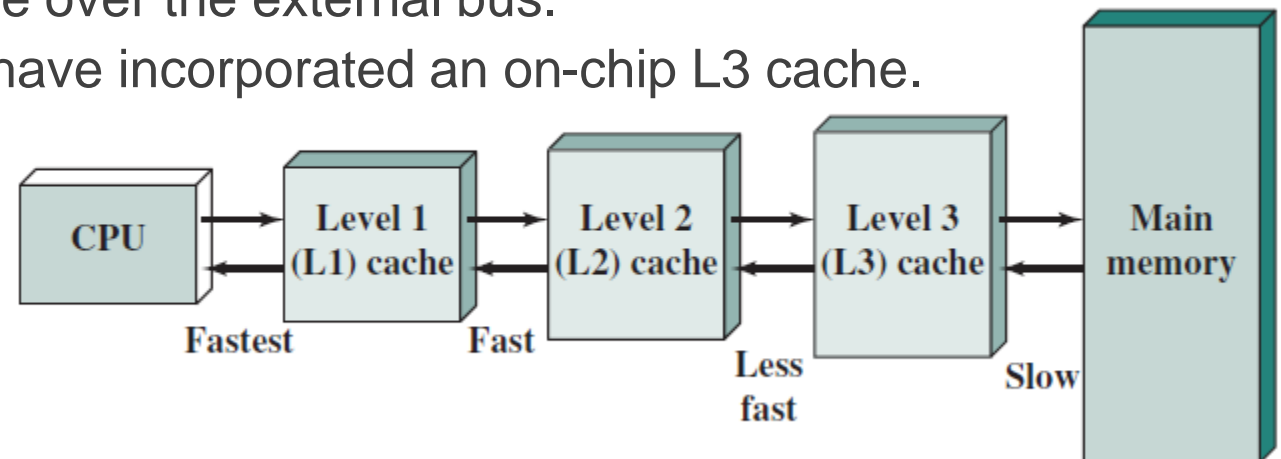 e over the external bus.
have incorporated an on-chip L3 cache.
CPU
Level 1
(L1) cache
Level 2
(L2) cache
Level 3
(L3) cache
Main
memory
Fastest
Fast
Less
fast
Slow